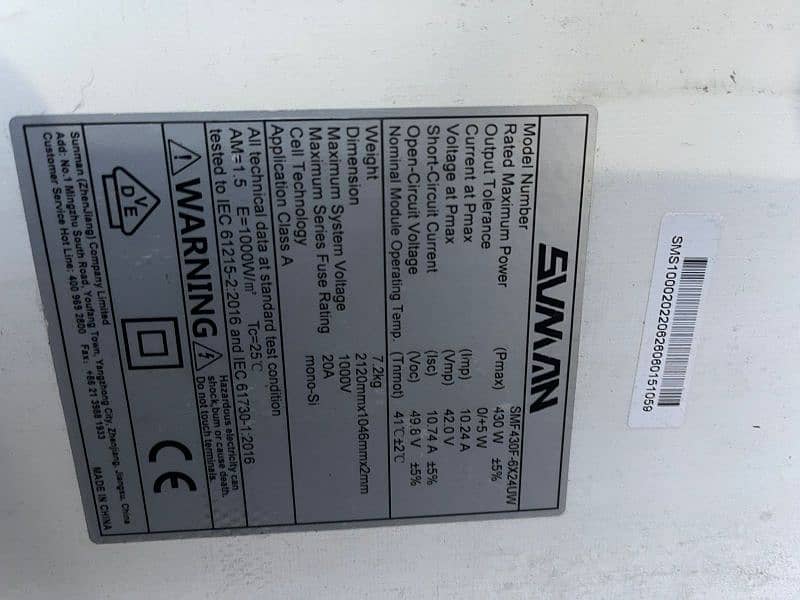 SUNMAN
Model Number SMF430F-6X24UW
Rated Maximum Power (Pmax) 430 W ±5%
Output Tolerance 0/+5 W
Current at Pmax (Imp) 10.24 A
Voltage at Pmax (Vmp) 42.0 V
Short-Circuit Current (Isc) 10.74 A ±5%
Open-Circuit Voltage (Voc) 49.8 V ±5%
Nominal Module Operating Temp (Tnmot) 41℃±2℃
Weight 7.2kg
Dimension 2120mmx1046mmx2mm
Maximum System Voltage 1000V
Maximum Series Fuse Rating 20A
Cell Technology mono-Si
Application Class A
All technical data at standard test condition
AM=1.5 E=1000W/m² Tc=25℃
tested to IEC 61215-2:2016 and IEC 61730-1:2016
WARNING
Hazardous electricity can
shock,burn or cause death.
Do not touch terminals.
DVE
CE
Sunman (Zhenjiang) Company Limited
Add: No.1 Mingzhu South Road, Youfang Town, Yangzhong City, Zhenjiang, Jiangsu, China
Customer Service Hot Line: 400 969 2800 Fax: +86 21 3588 1933 MADE IN CHINA
SMS10002022062806015​1059